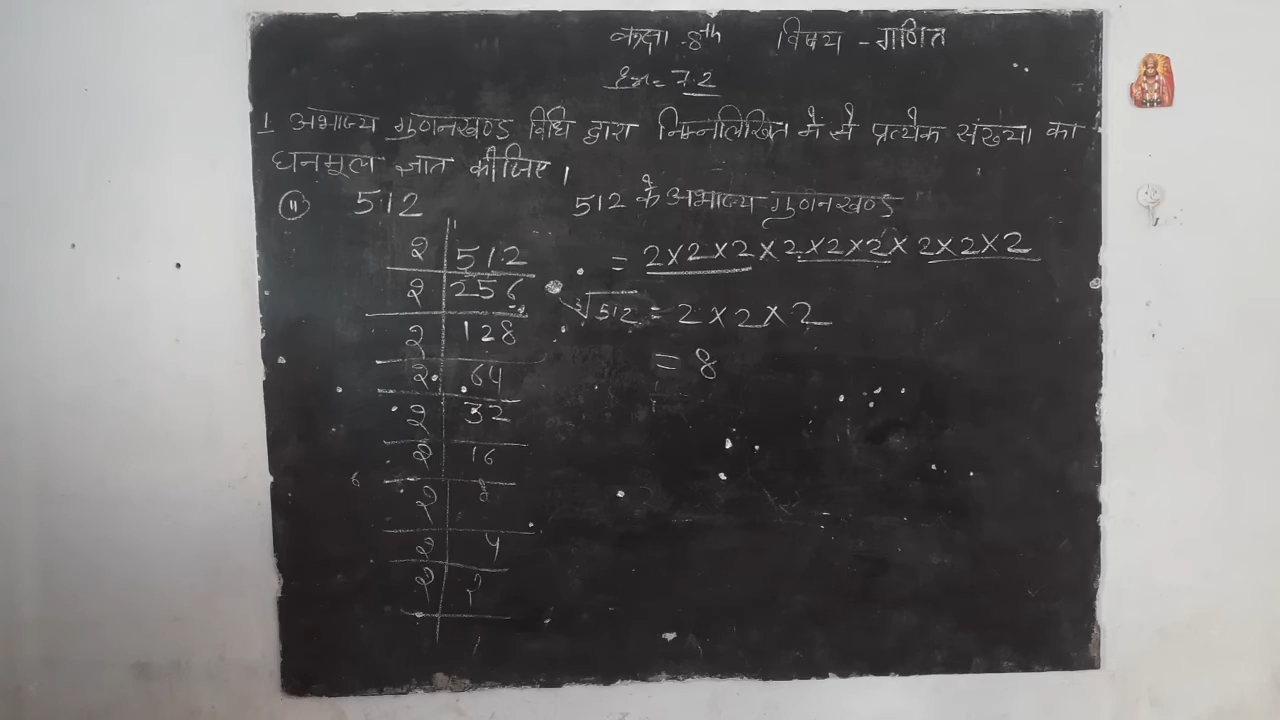 कक्षा - 8th विषय - गणित
Ex = 7.2
1 अभाज्य गुणनखण्ड विधि द्वारा निम्नलिखित में से प्रत्येक संख्या का
घनमूल ज्ञात कीजिए।
(ii) 512 512 के अभाज्य गुणनखण्ड
2 512 = 2×2×2×2×2×2×2×2×2
2 256 ∛512 = 2×2×2
2 128
2 64 = 8
2 32
2 16
2 8
2 4
2 2
1